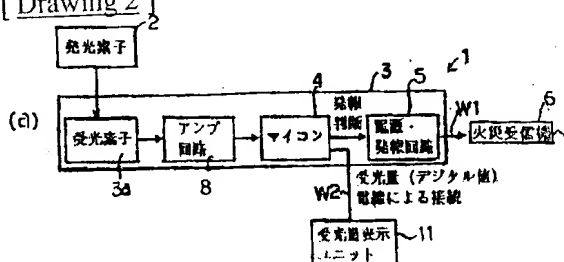 [ Drawing 2 ]
2
発光素子
(a)
3
1
4
5
発報
判断
W1
6
受光素子
アンプ
回路
マイコン
電源・
発報回路
火災受信機へ
3a
8
W2
受光量 (デジタル値)
電線による接続
受光量表示
ユニット
11